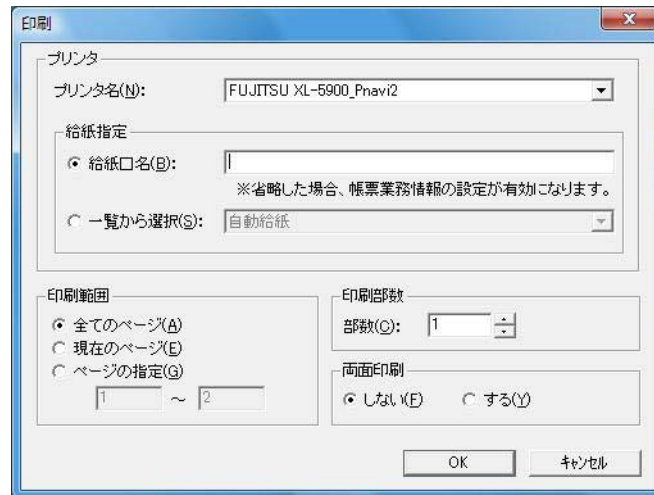 印刷
プリンタ
プリンタ名(N): FUJITSU XL-5900_Pnavi2
給紙指定
給紙口名(B):
※省略した場合、帳票業務情報の設定が有効になります。
一覧から選択(S): 自動給紙
印刷範囲
全てのページ(A)
現在のページ(E)
ページの指定(G)
1 ～ 2
印刷部数
部数(C): 1
両面印刷
しない(F) する(Y)
OK キャンセル